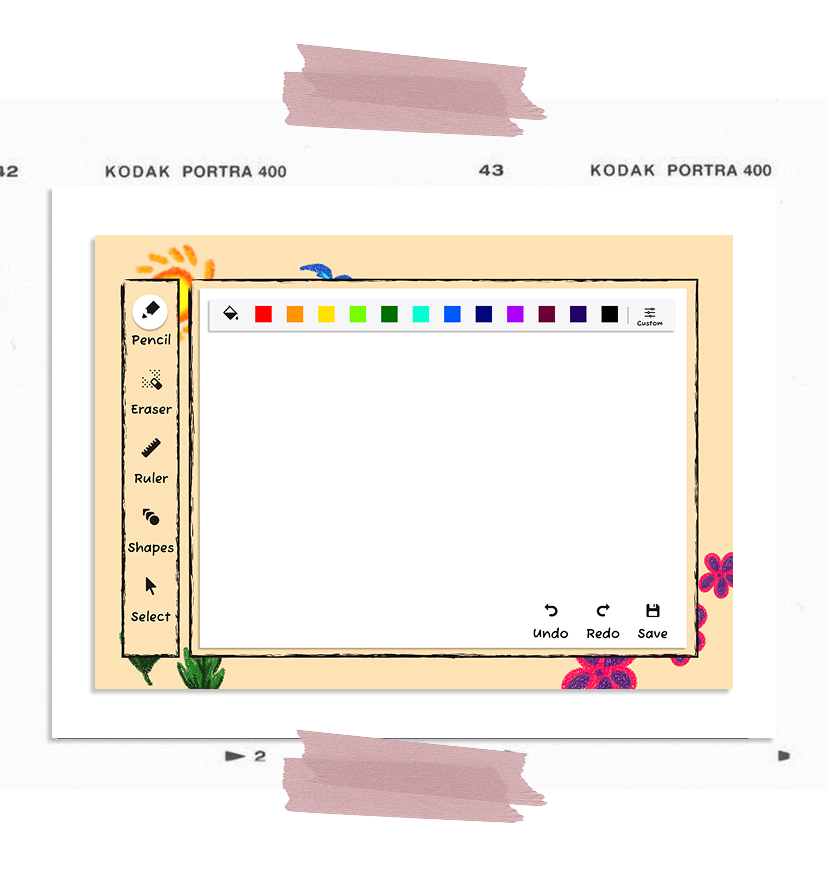 42
KODAK PORTRA 400
43
KODAK PORTRA 400
Custom
Pencil
Eraser
Ruler
Shapes
Select
Undo
Redo
Save
2